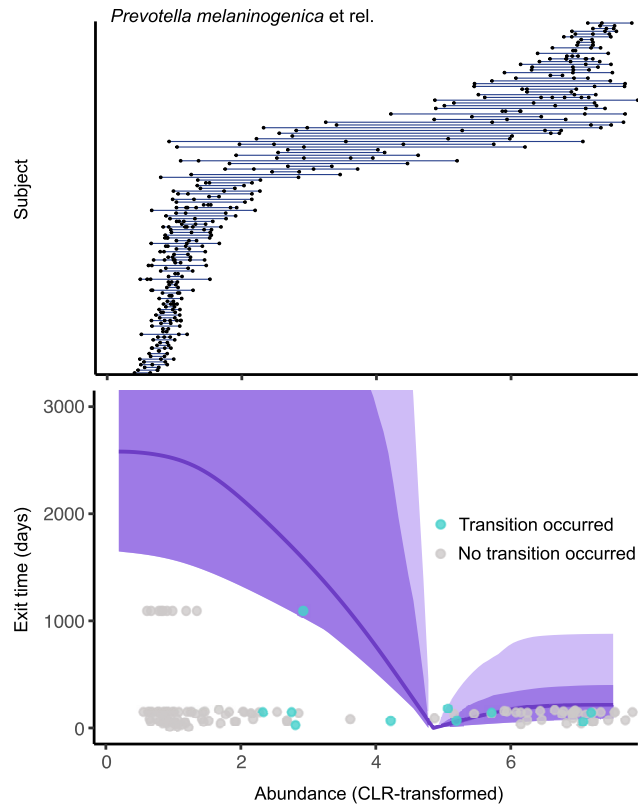 Prevotella melaninogenica et rel.
Subject
3000
2000
1000
0
Exit time (days)
Transition occurred
No transition occurred
0 2 4 6
Abundance (CLR-transformed)